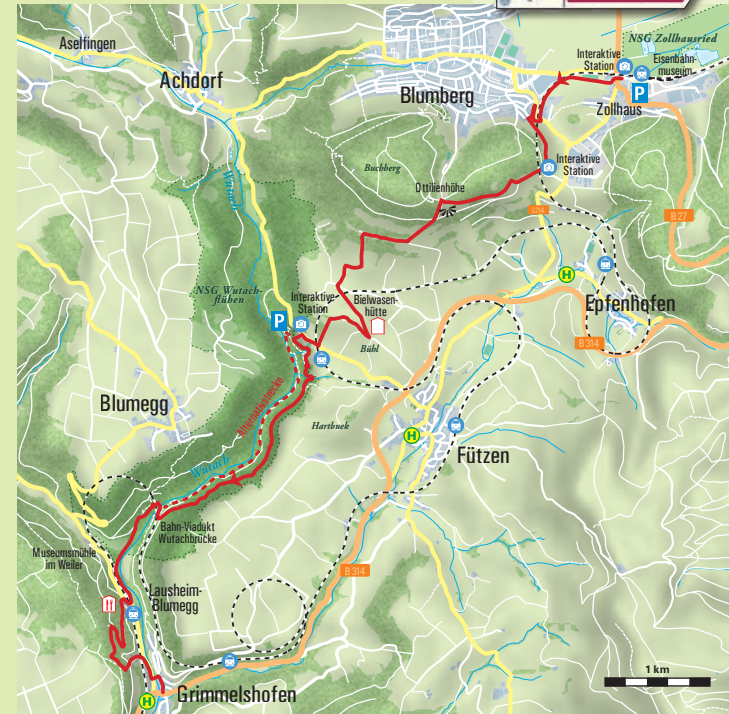 Aselfingen
Achdorf
Blumberg
NSG Zollhausried
Interaktive
Station
Eisenbahn-
museum
P
Zollhaus
Buchberg
Interaktive
Station
Ottilienhöhe
Wutach
L214
B 27
NSG Wutach-
flühen
Interaktive
Station
Bielwasen-
hütte
H
Epfenhofen
P
Bühl
B 314
Blumegg
Alternativstrecke
Hartbuck
H
Fützen
Wutach
Bahn-Viadukt
Wutachbrücke
Museumsmühle
im Weiler
B 314
Lausheim-
Blumegg
H
Grimmelshofen
1 km